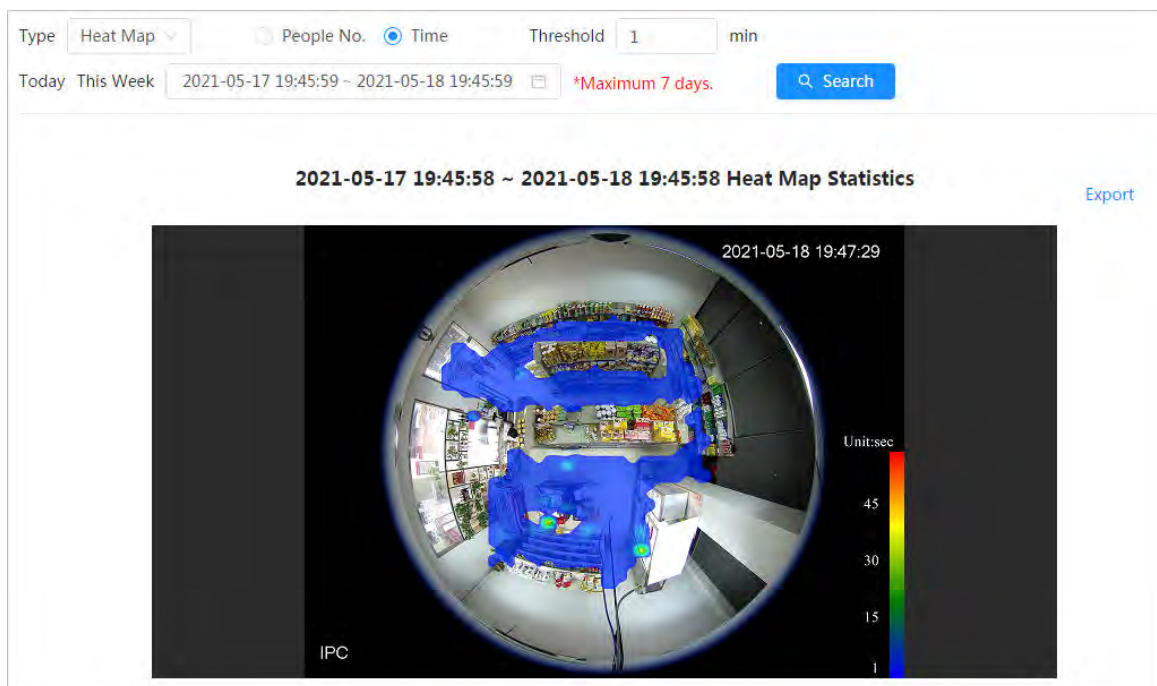 Type Heat Map People No. Time Threshold 1 min
Today This Week 2021-05-17 19:45:59 ~ 2021-05-18 19:45:59 *Maximum 7 days. Search
2021-05-17 19:45:58 ~ 2021-05-18 19:45:58 Heat Map Statistics
Export
2021-05-18 19:47:29
Unit:sec
45
30
15
IPC
1